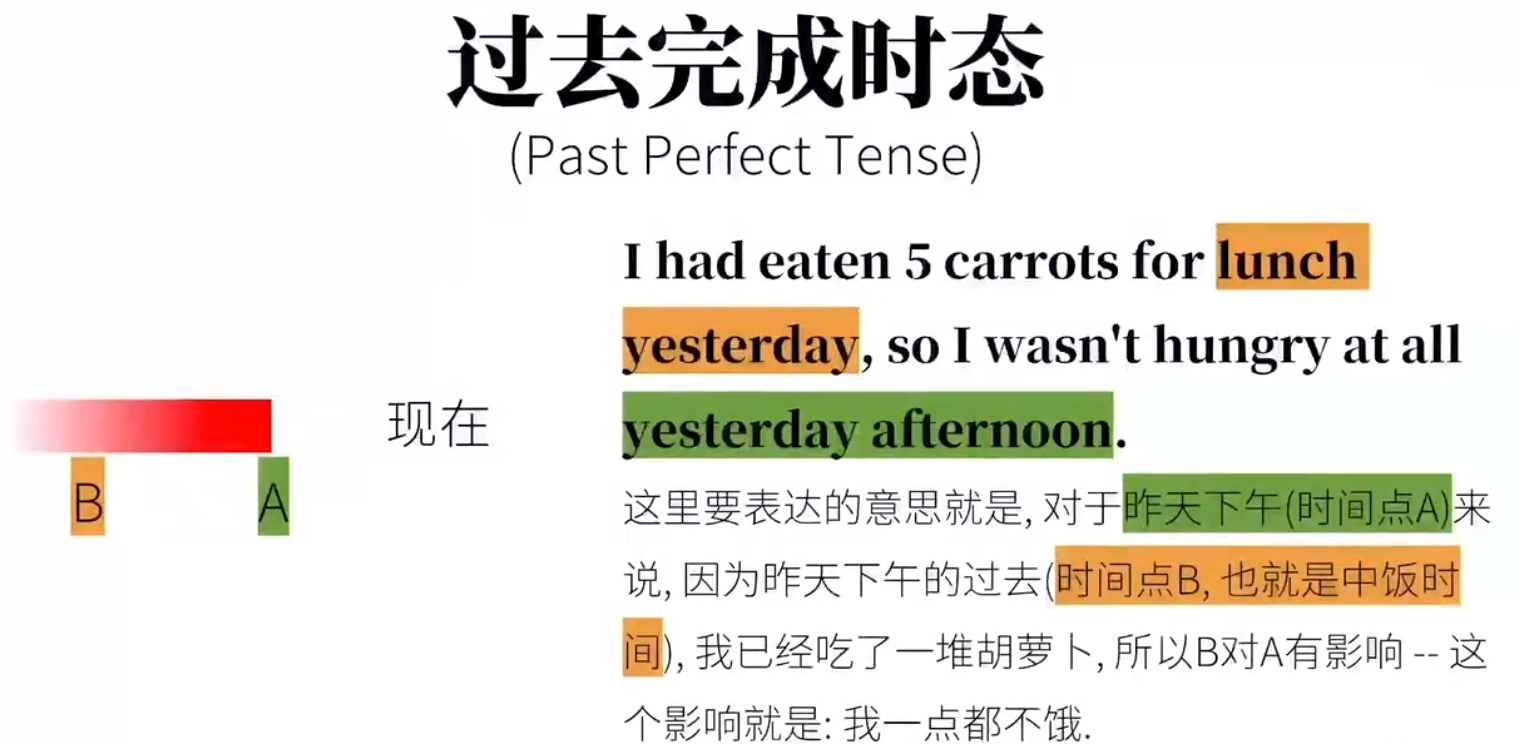 过去完成时态
(Past Perfect Tense)
I had eaten 5 carrots for lunch
yesterday, so I wasn't hungry at all
yesterday afternoon.
现在
B
A
这里要表达的意思就是, 对于昨天下午(时间点A)来
说, 因为昨天下午的过去(时间点B, 也就是中饭时
间), 我已经吃了一堆胡萝卜, 所以B对A有影响 -- 这
个影响就是: 我一点都不饿.